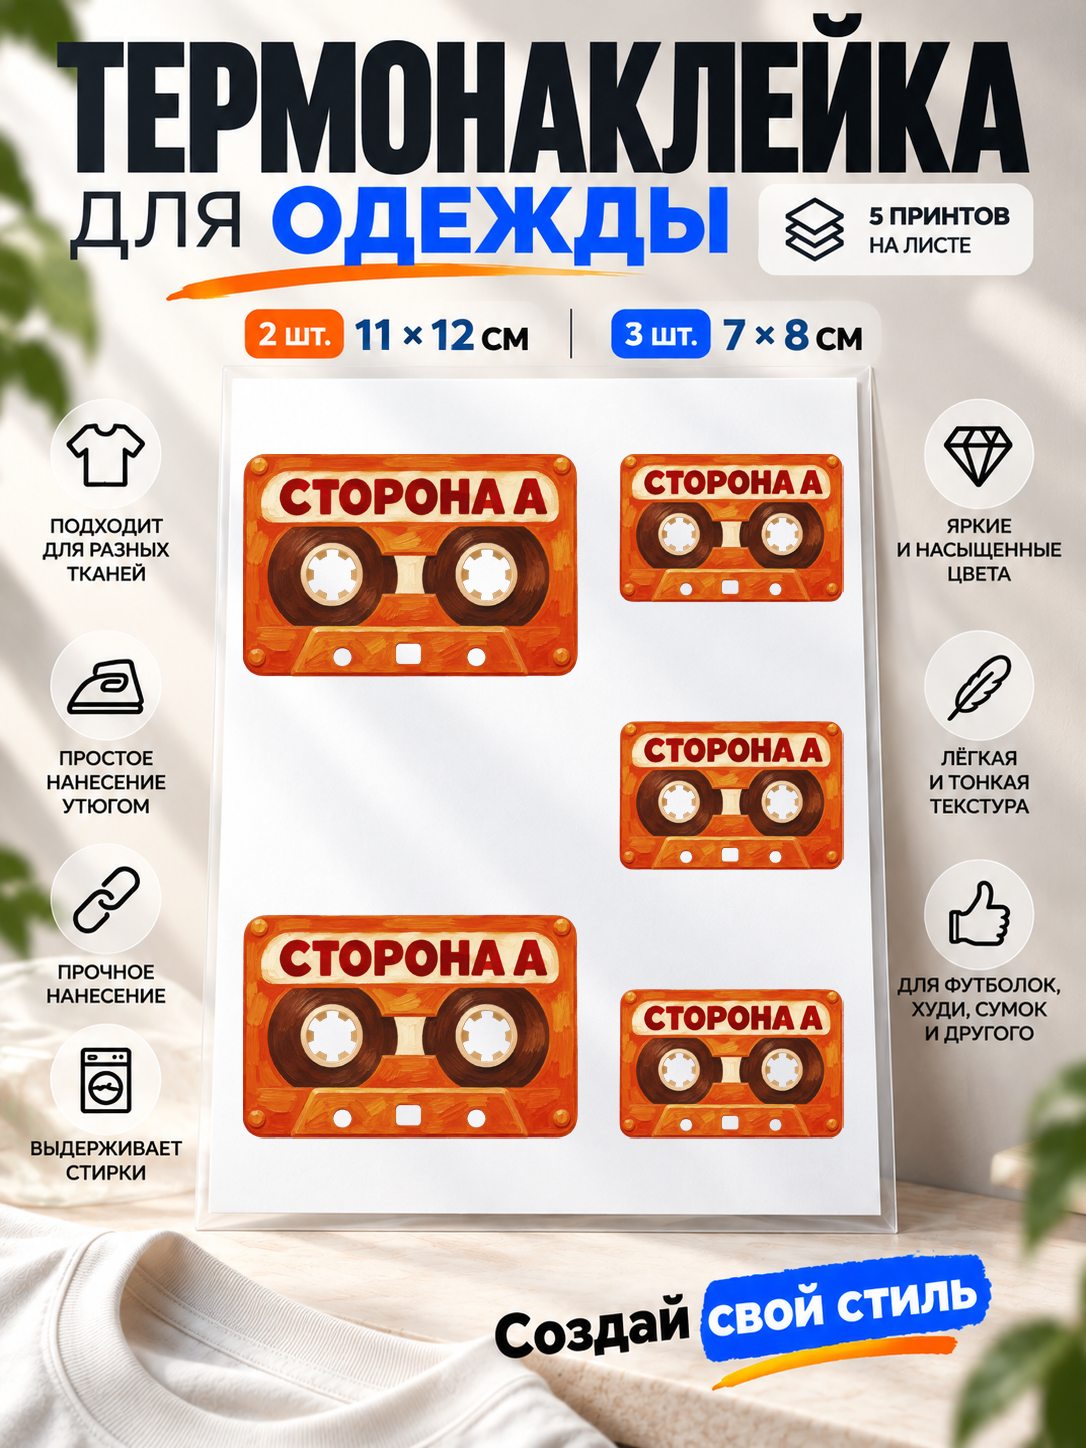 ТЕРМОНАКЛЕЙКА
ДЛЯ ОДЕЖДЫ
5 ПРИНТОВ
НА ЛИСТЕ
2 шт. 11 × 12 см
3 шт. 7 × 8 см
ПОДХОДИТ
ДЛЯ РАЗНЫХ
ТКАНЕЙ
ПРОСТОЕ
НАНЕСЕНИЕ
УТЮГОМ
ПРОЧНОЕ
НАНЕСЕНИЕ
ВЫДЕРЖИВАЕТ
СТИРКИ
СТОРОНА А
СТОРОНА А
СТОРОНА А
СТОРОНА А
СТОРОНА А
ЯРКИЕ
И НАСЫЩЕННЫЕ
ЦВЕТА
ЛЁГКАЯ
И ТОНКАЯ
ТЕКСТУРА
ДЛЯ ФУТБОЛОК,
ХУДИ, СУМОК
И ДРУГОГО
Создай свой стиль